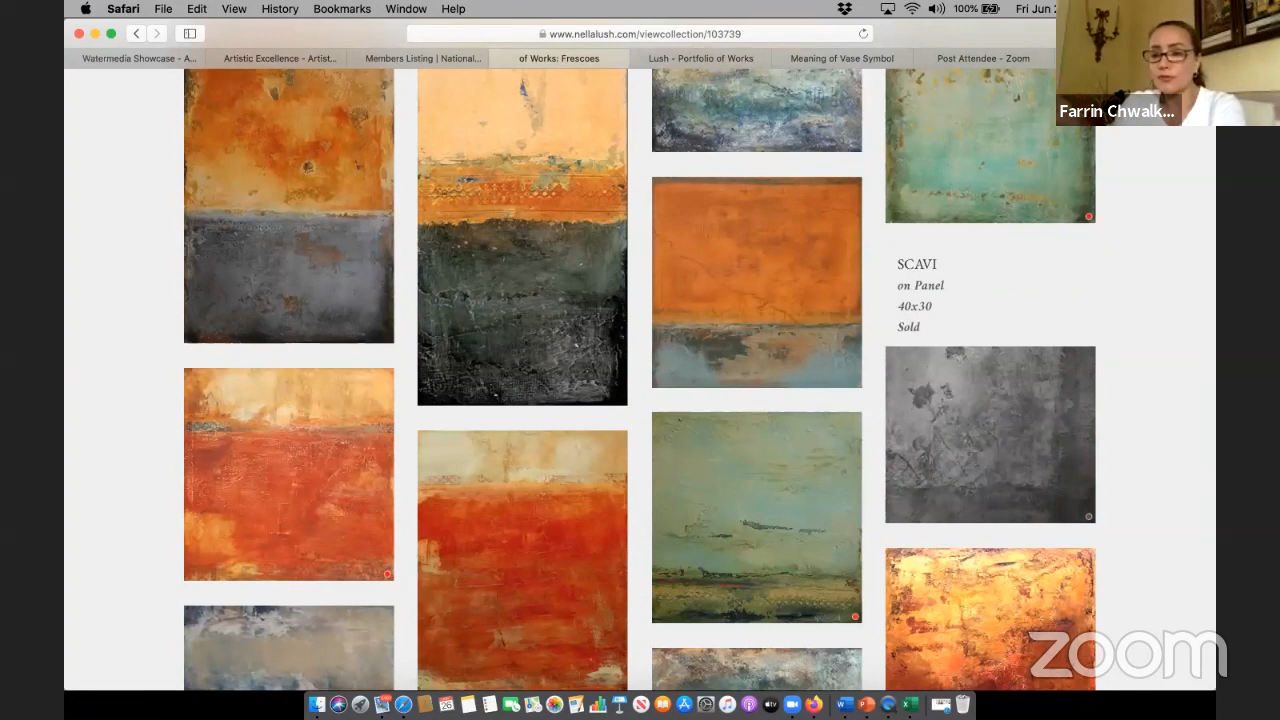 Safari File Edit View History Bookmarks Window Help 100% Fri Jun
www.nellalush.com/viewcollection/103739
Watermedia Showcase - A... Artistic Excellence - Artist... Members Listing | National... of Works: Frescoes Lush - Portfolio of Works Meaning of Vase Symbol Post Attendee - Zoom
Farrin Chwalk...
SCAVI
on Panel
40x30
Sold
zoom